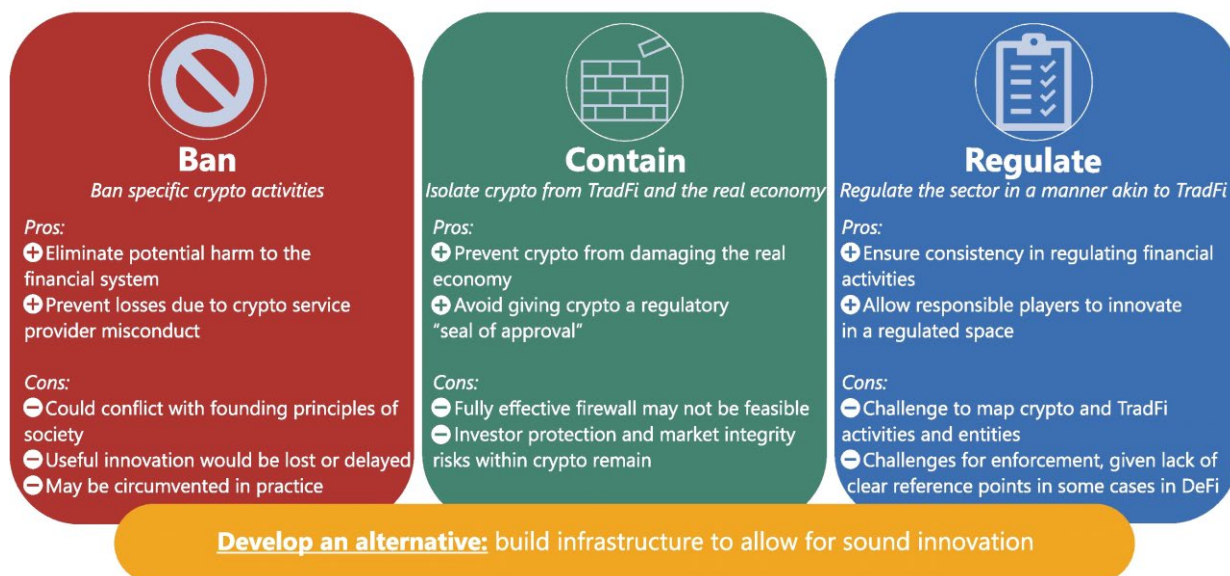 Ban
Ban specific crypto activities
Pros:
Eliminate potential harm to the
financial system
Prevent losses due to crypto service
provider misconduct
Cons:
Could conflict with founding principles of
society
Useful innovation would be lost or delayed
May be circumvented in practice
Contain
Isolate crypto from TradFi and the real economy
Pros:
Prevent crypto from damaging the real
economy
Avoid giving crypto a regulatory
“seal of approval”
Cons:
Fully effective firewall may not be feasible
Investor protection and market integrity
risks within crypto remain
Regulate
Regulate the sector in a manner akin to TradFi
Pros:
Ensure consistency in regulating financial
activities
Allow responsible players to innovate
in a regulated space
Cons:
Challenge to map crypto and TradFi
activities and entities
Challenges for enforcement, given lack of
clear reference points in some cases in DeFi
Develop an alternative: build infrastructure to allow for sound innovation